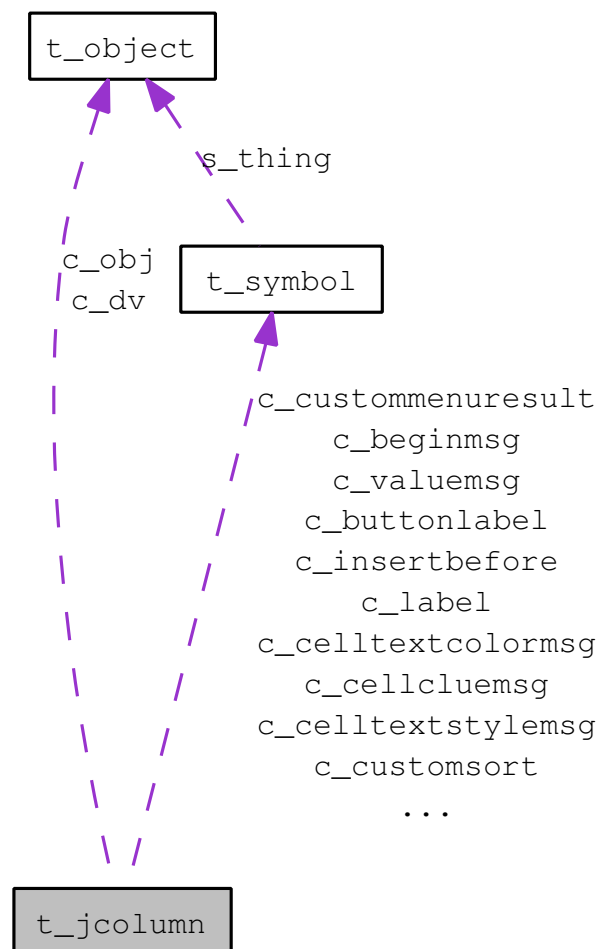 t_object
s_thing
c_obj
c_dv
t_symbol
c_custommenuresult
c_beginmsg
c_valuemsg
c_buttonlabel
c_insertbefore
c_label
c_celltextcolormsg
c_cellcluemsg
c_celltextstylemsg
c_customsort
...
t_jcolumn